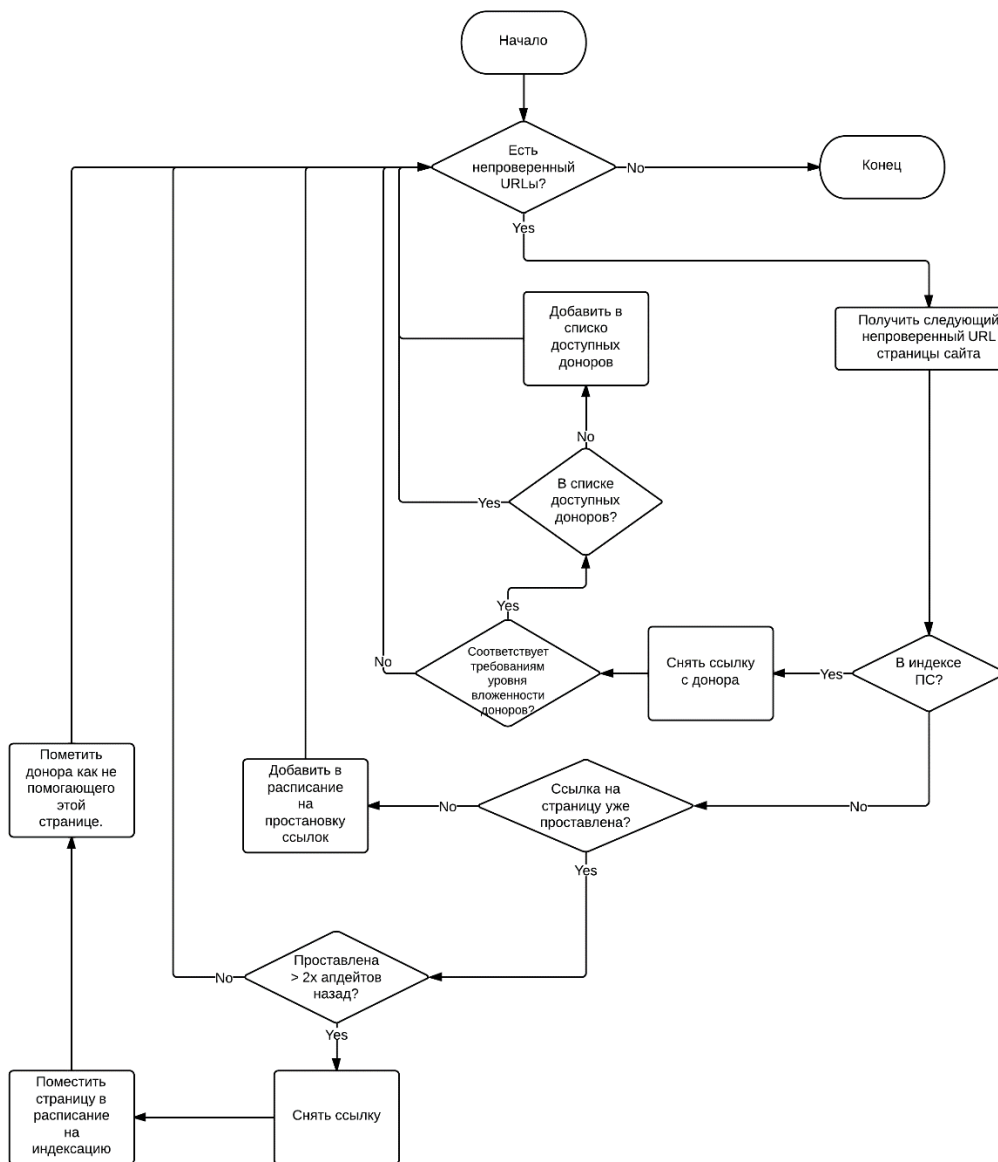 Начало
Есть
непроверенный
URLы?
No
Конец
Yes
Добавить в
списко
доступных
доноров
Получить следующий
непроверенный URL
страницы сайта
No
В списке
доступных
доноров?
Yes
Yes
Соответствует
требованиям
уровня
вложенности
доноров?
No
Снять ссылку
с донора
Yes
В индексе
ПС?
Пометить
донора как не
помогающего
этой
странице.
Добавить в
расписание
на
простановку
ссылок
No
Ссылка на
страницу уже
проставлена?
No
Yes
Проставлена
> 2х апдейтов
назад?
No
Yes
Поместить
страницу в
расписание
на
индексацию
Снять ссылку